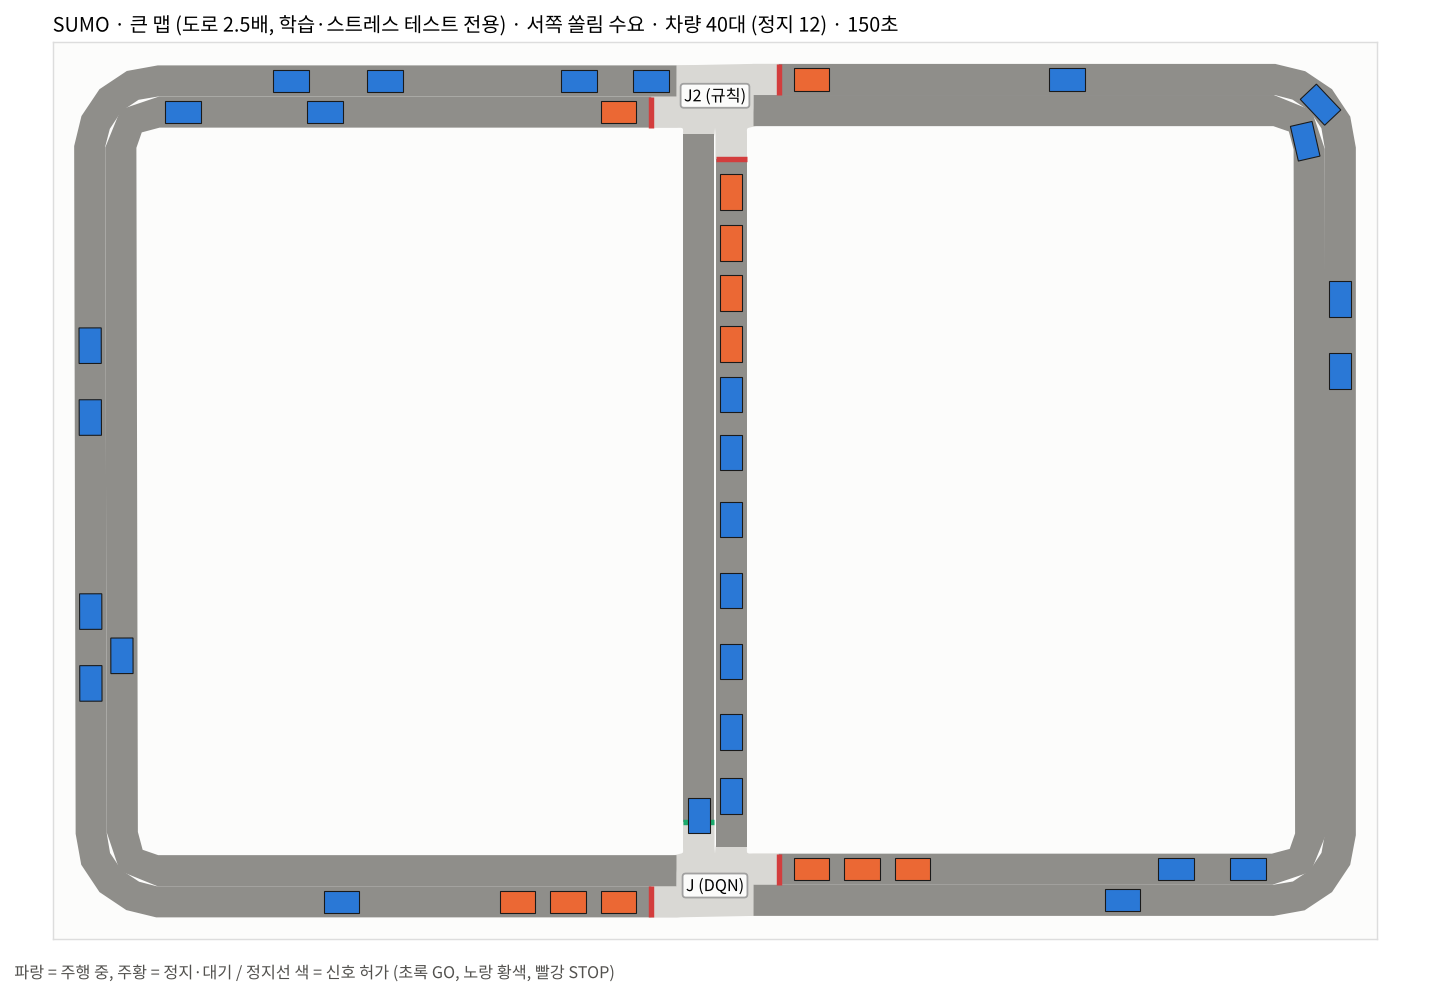 SUMO · 큰 맵 (도로 2.5배, 학습·스트레스 테스트 전용) · 서쪽 쏠림 수요 · 차량 40대 (정지 12) · 150초
J2 (규칙)
J (DQN)
파랑 = 주행 중, 주황 = 정지·대기 / 정지선 색 = 신호 허가 (초록 GO, 노랑 황색, 빨강 STOP)